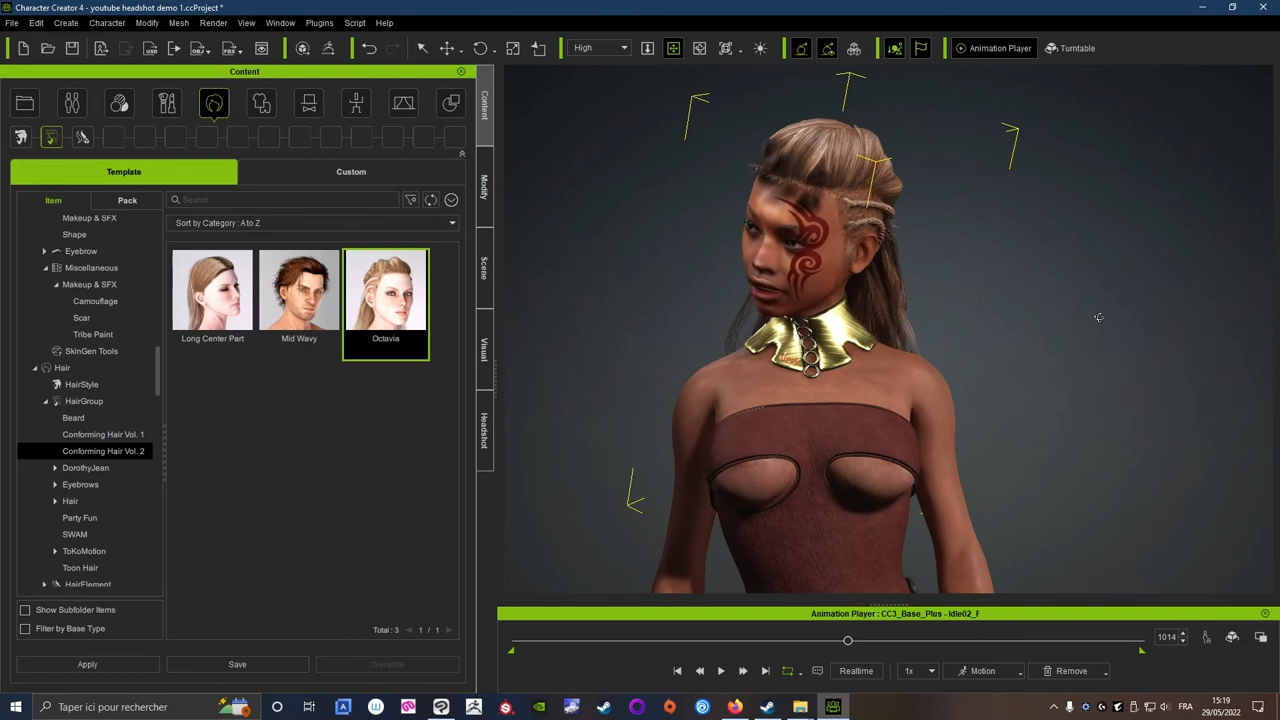 Character Creator 4 - youtube headshot demo 1.ccProject *
File Edit Create Character Modify Mesh Render View Window Plugins Script Help
High
Animation Player
Turntable
Content
Template
Custom
Item
Pack
Search
Sort by Category : A to Z
Makeup & SFX
Shape
Eyebrow
Miscellaneous
Makeup & SFX
Camouflage
Scar
Tribe Paint
SkinGen Tools
Hair
HairStyle
HairGroup
Beard
Conforming Hair Vol. 1
Conforming Hair Vol. 2
DorothyJean
Eyebrows
Hair
Party Fun
SWAM
ToKoMotion
Toon Hair
HairElement
Long Center Part
Mid Wavy
Octavia
Show Subfolder Items
Filter by Base Type
Total : 3
1 / 1
Apply
Save
Overwrite
Content
Modify
Scene
Visual
Headshot
Animation Player : CC3_Base_Plus - Idle02_F
1014
Realtime
1x
Motion
Remove
Taper ici pour rechercher
FRA
15:19
29/05/2022